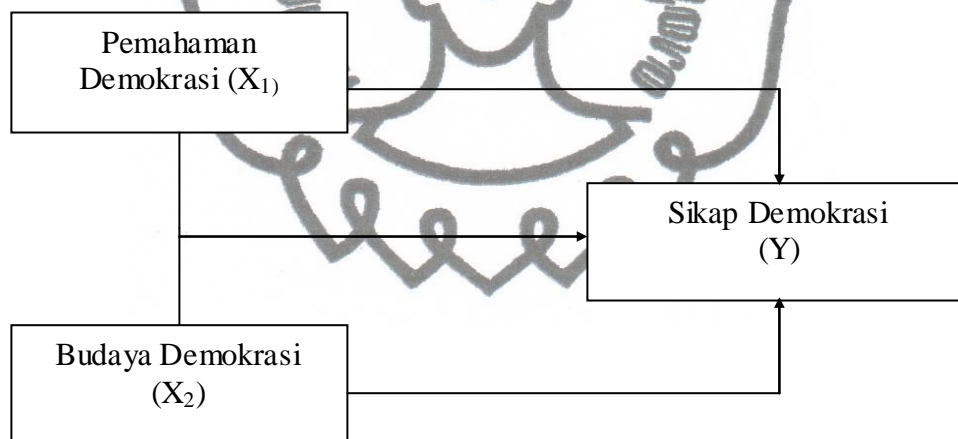 Pemahaman
Demokrasi (X₁₎
Sikap Demokrasi
(Y)
Budaya Demokrasi
(X₂)